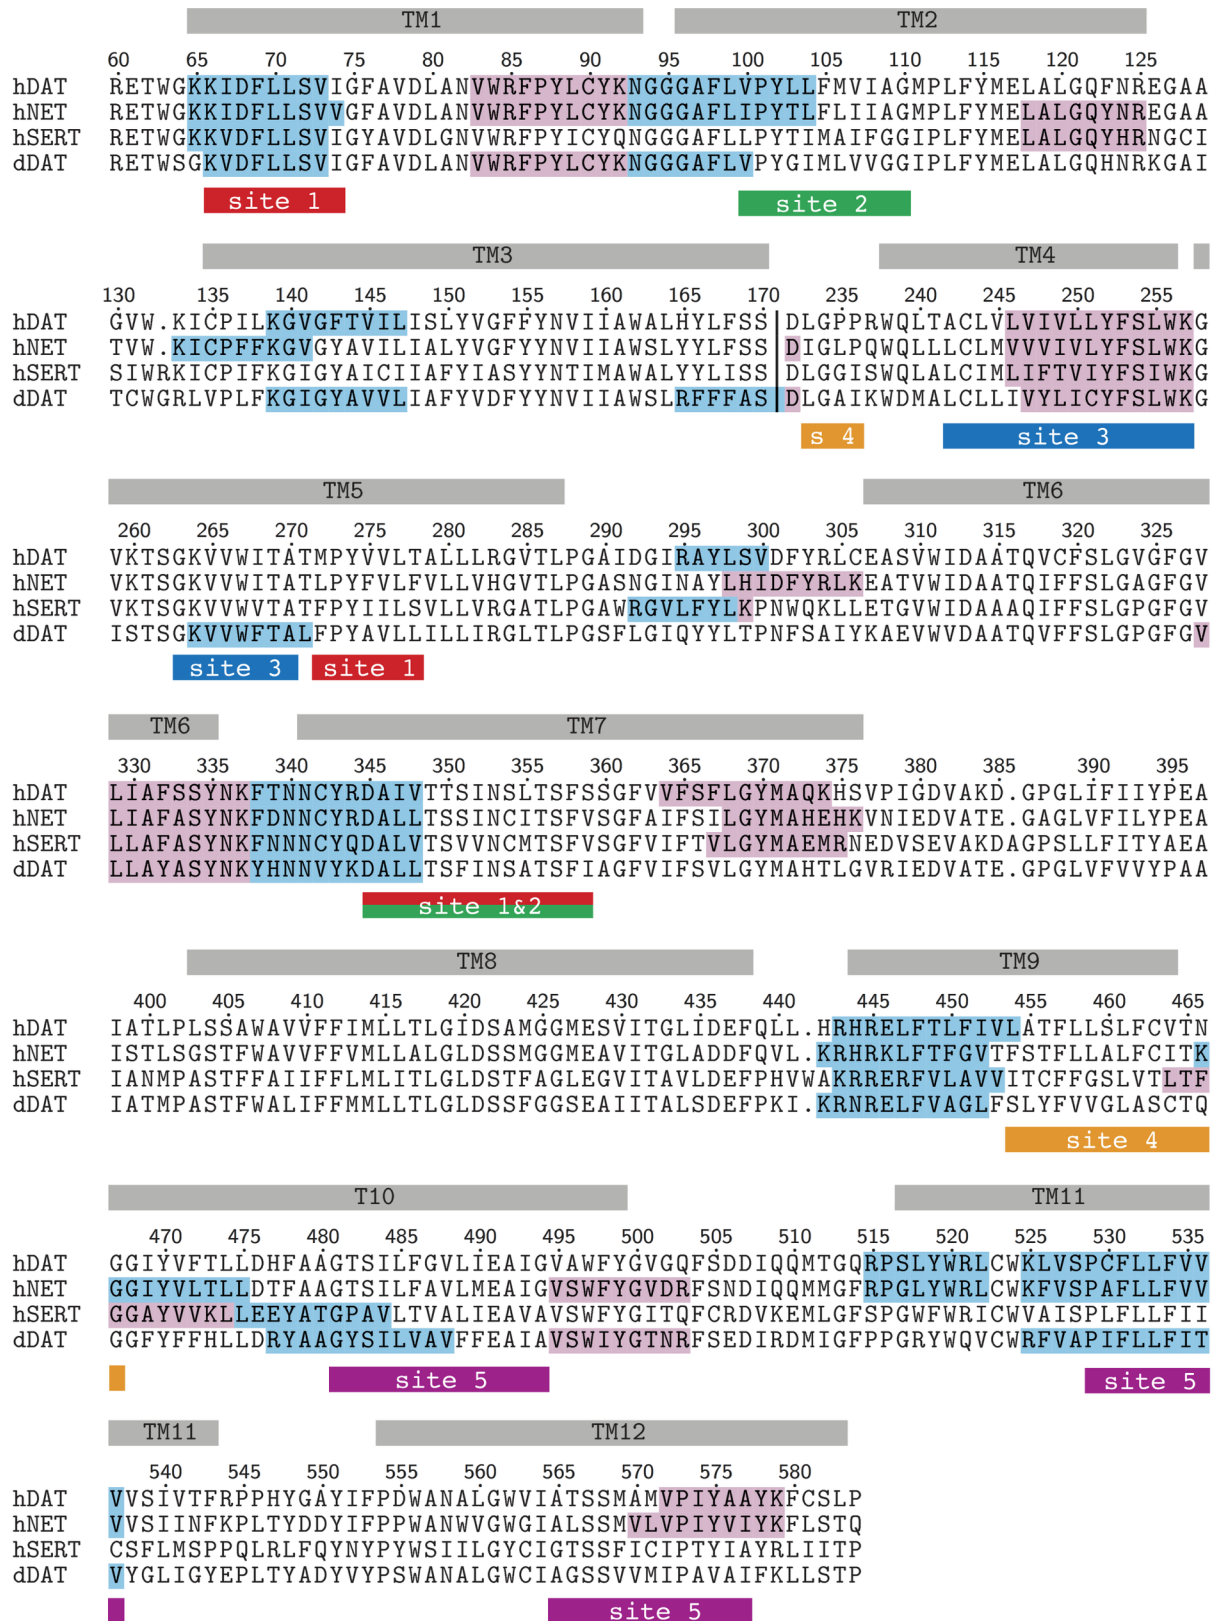 TM1 TM2
60 65 70 75 80 85 90 95 100 105 110 115 120 125
hDAT RETWGKKIDFLLSVIGFAVDLANVWRFPYLCYKNGGGAFLVPYLLFMVIAGMPLFYMELALGQFNREGAA
hNET RETWGKKIDFLLSVVGFAVDLANVWRFPYLCYKNGGGAFLIPYTLFLIIAGMPLFYMELALGQYNREGAA
hSERT RETWGKKVDFLLSVIGYAVDLGNVWRFPYICYQNGGGAFLLPYTIMAIFGGIPLFYMELALGQYHRNGCI
dDAT RETWSGKVDFLLSVIGFAVDLANVWRFPYLCYKNGGGAFLVPYGIMLVVGGIPLFYMELALGQHNRKGAI
site 1 site 2
TM3 TM4
130 135 140 145 150 155 160 165 170 235 240 245 250 255
hDAT GVW.KICPILKGVGFTVILISLYVGFFYNVIIAWALHYLFSS DLGPPRWQLTACLVLVIVLLYFSLWKG
hNET TVW.KICPFFKGVGYAVILIALYVGFYYNVIIAWSLYYLFSS DIGLPQWQLLLCLMVVVIVLYFSLWKG
hSERT SIWRKICPIFKGIGYAICIIAFYIASYYNTIMAWALYYLISS DLGGISWQLALCIMLIFTVIYFSIWKG
dDAT TCWGRLVPLFKGIGYAVVLIAFYVDFYYNVIIAWSLRFFFAS DLGAIKWDMALCLLIVYLICYFSLWKG
s 4 site 3
TM5 TM6
260 265 270 275 280 285 290 295 300 305 310 315 320 325
hDAT VKTSGKVVWITATMPYVVLTALLLRGVTLPGAIDGIRAYLSVDFYRLCEASVWIDAATQVCFSLGVGFGV
hNET VKTSGKVVWITATLPYFVLFVLLVHGVTLPGASNGINAYLHIDFYRLKEATVWIDAATQIFFSLGAGFGV
hSERT VKTSGKVVWVTATFPYIILSVLLVRGATLPGAWRGVLFYLKPNWQKLLETGVWIDAAAQIFFSLGPGFGV
dDAT ISTSGKVVWFTALFPYAVLLILLIRGLTLPGSFLGIQYYLTPNFSAIYKAEVWVDAATQVFFSLGPGFGV
site 3 site 1
TM6 TM7
330 335 340 345 350 355 360 365 370 375 380 385 390 395
hDAT LIAFSSYNKFTNNCYRDAIVTTSINSLTSFSSGFVVFSFLGYMAQKHSVPIGDVAKD.GPGLIFIIYPEA
hNET LIAFASYNKFDNNCYRDALLTSSINCITSFVSGFAIFSILGYMAHEHKVNIEDVATE.GAGLVFILYPEA
hSERT LLAFASYNKFNNNCYQDALVTSVVNCMTSFVSGFVIFTVLGYMAEMRNEDVSEVAKDAGPSLLFITYAEA
dDAT LLAYASYNKYHNNVYKDALLTSFINSATSFIAGFVIFSVLGYMAHTLGVRIEDVATE.GPGLVFVVYPAA
site 1&2
TM8 TM9
400 405 410 415 420 425 430 435 440 445 450 455 460 465
hDAT IATLPLSSAWAVVFFIMLLTLGIDSAMGGMESVITGLIDEFQLL.HRHRELFTLFIVLATFLLSLFCVTN
hNET ISTLSGSTFWAVVFFVMLLALGLDSSMGGMEAVITGLADDFQVL.KRHRKLFTFGVTFSTFLLALFCITK
hSERT IANMPASTFFAIIFFLMLITLGLDSTFAGLEGVITAVLDEFPHVWAKRRERFVLAVVITCFFGSLVTLTF
dDAT IATMPASTFWALIFFMMLLTLGLDSSFGGSEAIITALSDEFPKI.KRNRELFVAGLFSLYFVVGLASCTQ
site 4
T10 TM11
470 475 480 485 490 495 500 505 510 515 520 525 530 535
hDAT GGIYVFTLLDHFAAGTSILFGVLIEAIGVAWFYGVGQFSDDIQQMTGQRPSLYWRLCWKLVSPCFLLFVV
hNET GGIYVLTLLDTFAAGTSILFAVLMEAIGVSWFYGVDRFSNDIQQMMGFRPGLYWRLCWKFVSPAFLLFVV
hSERT GGAYVVKLLEEYATGPAVLTVALIEAVAVSWFYGITQFCRDVKEMLGFSPGWFWRICWVAISPLFLLFII
dDAT GGFYFFHLLDRYAAGYSILVAVFFEAIAVSWIYGTNRFSEDIRDMIGFPPGRYWQVCWRFVAPIFLLFIT
site 5 site 5
TM11 TM12
540 545 550 555 560 565 570 575 580
hDAT VVSIVTFRPPHYGAYIFPDWANALGWVIATSSMAMVPIYAAYKFCSLP
hNET VVSIINFKPLTYDDYIFPPWANWVGWGIALSSMVLVPIYVIYKFLSTQ
hSERT CSFLMSPPQLRLFQYNYPYWSIILGYCIGTSSFICIPTYIAYRLIITP
dDAT VYGLIGYEPLTYADYVYPSWANALGWCIAGSSVVMIPAVAIFKLLSTP
site 5